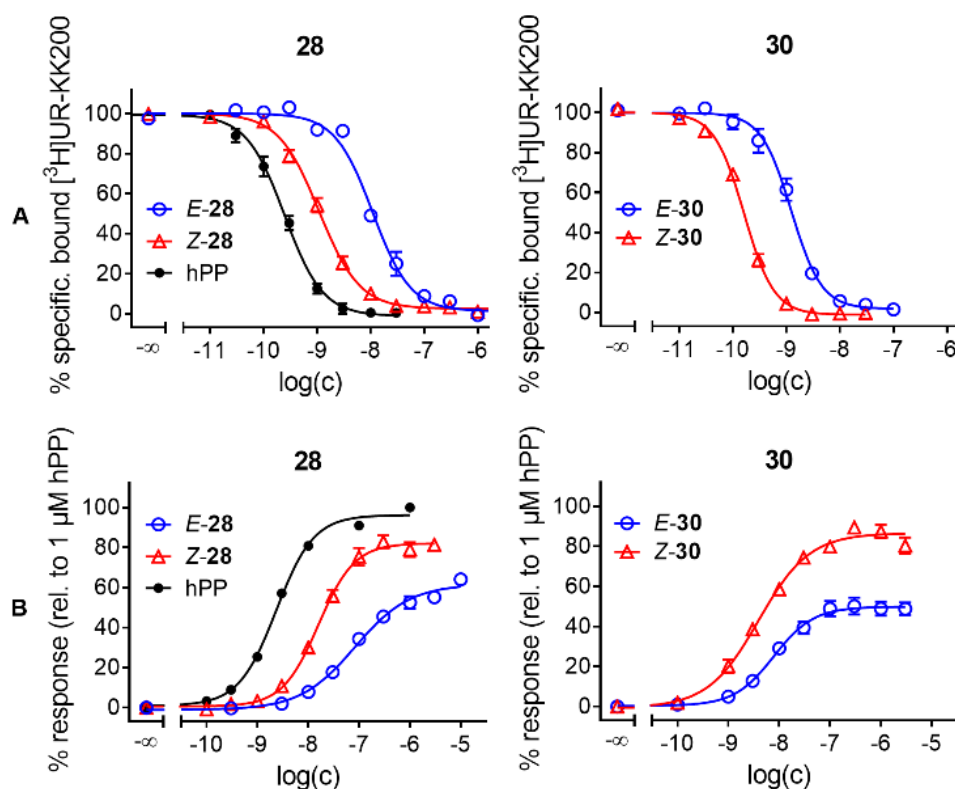 28
30
A
% specific. bound [³H]UR-KK200
100
80
60
40
20
0
E-28
Z-28
hPP
-∞ -11 -10 -9 -8 -7 -6
log(c)
% specific. bound [³H]UR-KK200
100
80
60
40
20
0
E-30
Z-30
-∞ -11 -10 -9 -8 -7 -6
log(c)
28
30
B
% response (rel. to 1 µM hPP)
100
80
60
40
20
0
E-28
Z-28
hPP
-∞ -10 -9 -8 -7 -6 -5
log(c)
% response (rel. to 1 µM hPP)
100
80
60
40
20
0
E-30
Z-30
-∞ -10 -9 -8 -7 -6 -5
log(c)